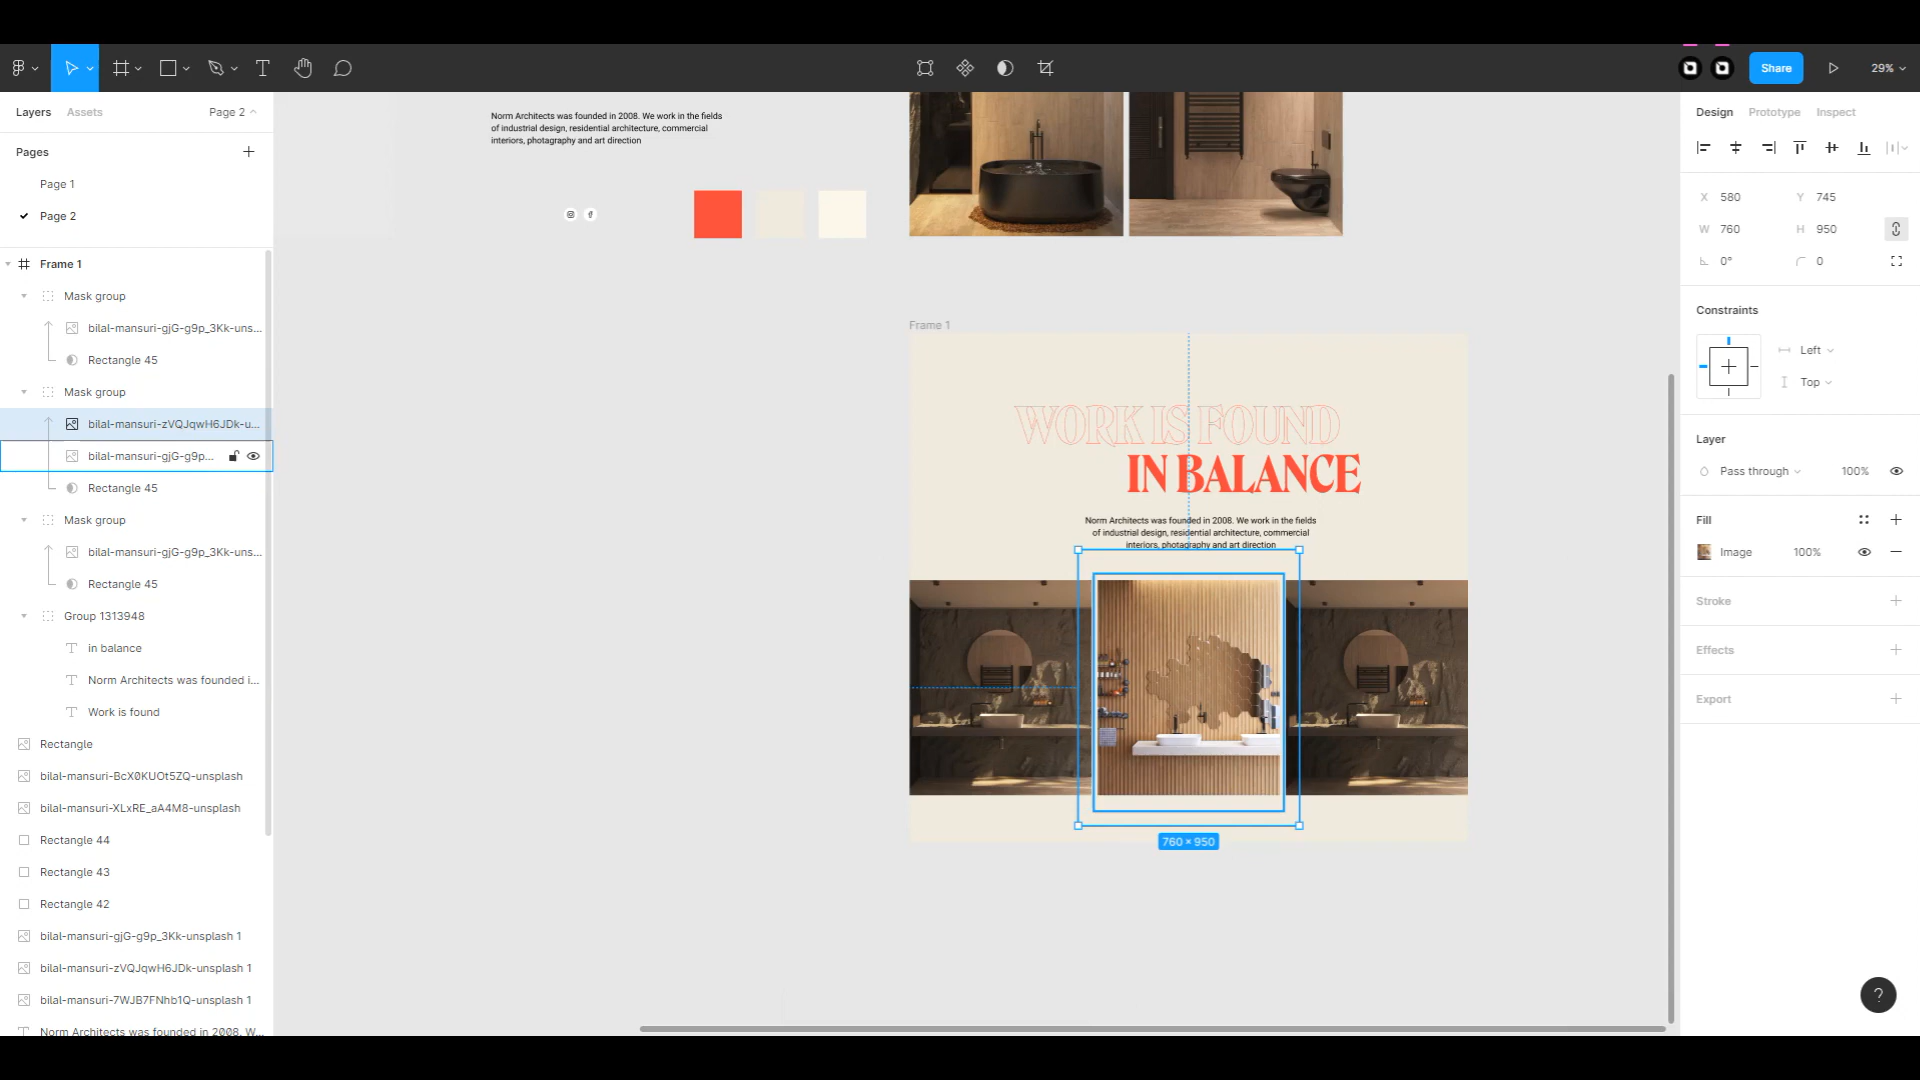 Share
29%
Layers
Assets
Page 2
Pages
Page 1
Page 2
Frame 1
Mask group
bilal-mansuri-gjG-g9p_3Kk-uns...
Rectangle 45
Mask group
bilal-mansuri-zVQJqwH6JDk-u...
bilal-mansuri-gjG-g9p...
Rectangle 45
Mask group
bilal-mansuri-gjG-g9p_3Kk-uns...
Rectangle 45
Group 1313948
in balance
Norm Architects was founded i...
Work is found
Rectangle
bilal-mansuri-BcX0KUOt5ZQ-unsplash
bilal-mansuri-XLxRE_aA4M8-unsplash
Rectangle 44
Rectangle 43
Rectangle 42
bilal-mansuri-gjG-g9p_3Kk-unsplash 1
bilal-mansuri-zVQJqwH6JDk-unsplash 1
bilal-mansuri-7WJB7FNhb1Q-unsplash 1
Norm Architects was founded in 2008. W...
Norm Architects was founded in 2008. We work in the fields
of industrial design, residential architecture, commercial
interiors, photagraphy and art direction
Frame 1
WORK IS FOUND
IN BALANCE
Norm Architects was founded in 2008. We work in the fields
of industrial design, residential architecture, commercial
interiors, photagraphy and art direction
760 × 950
Design
Prototype
Inspect
X 580
Y 745
W 760
H 950
0°
0
Constraints
Left
Top
Layer
Pass through
100%
Fill
Image
100%
Stroke
Effects
Export
?